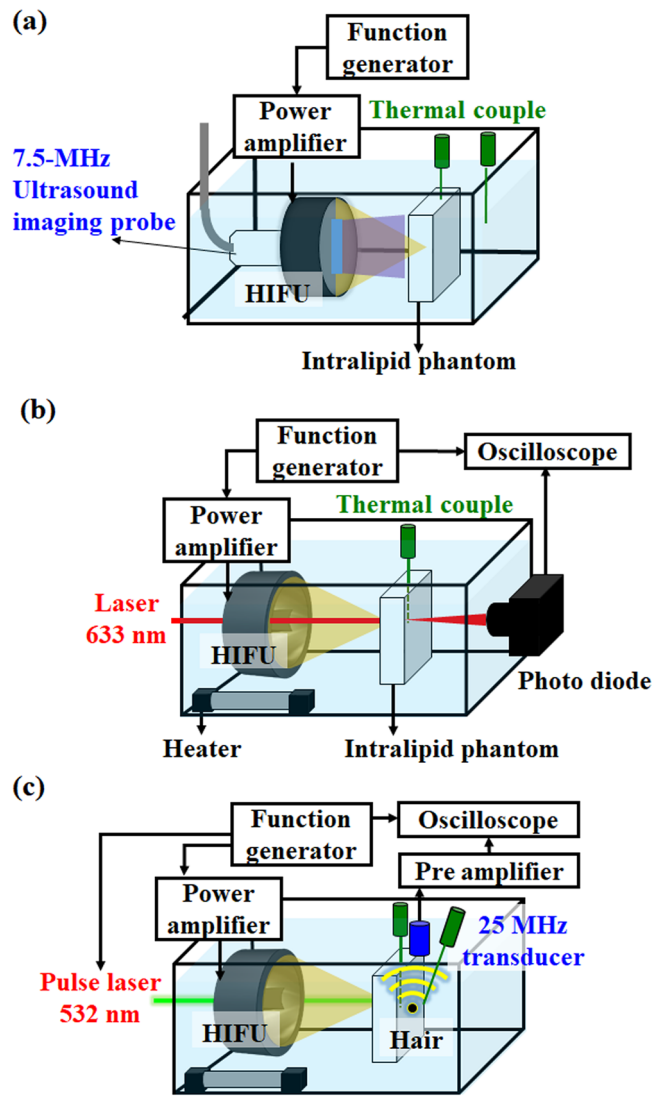 (a)
Function
generator
Power
amplifier
Thermal couple
7.5-MHz
Ultrasound
imaging probe
HIFU
Intralipid phantom
(b)
Function
generator
Oscilloscope
Power
amplifier
Thermal couple
Laser
633 nm
HIFU
Photo diode
Heater
Intralipid phantom
(c)
Function
generator
Oscilloscope
Pre amplifier
Power
amplifier
25 MHz
transducer
Pulse laser
532 nm
HIFU
Hair